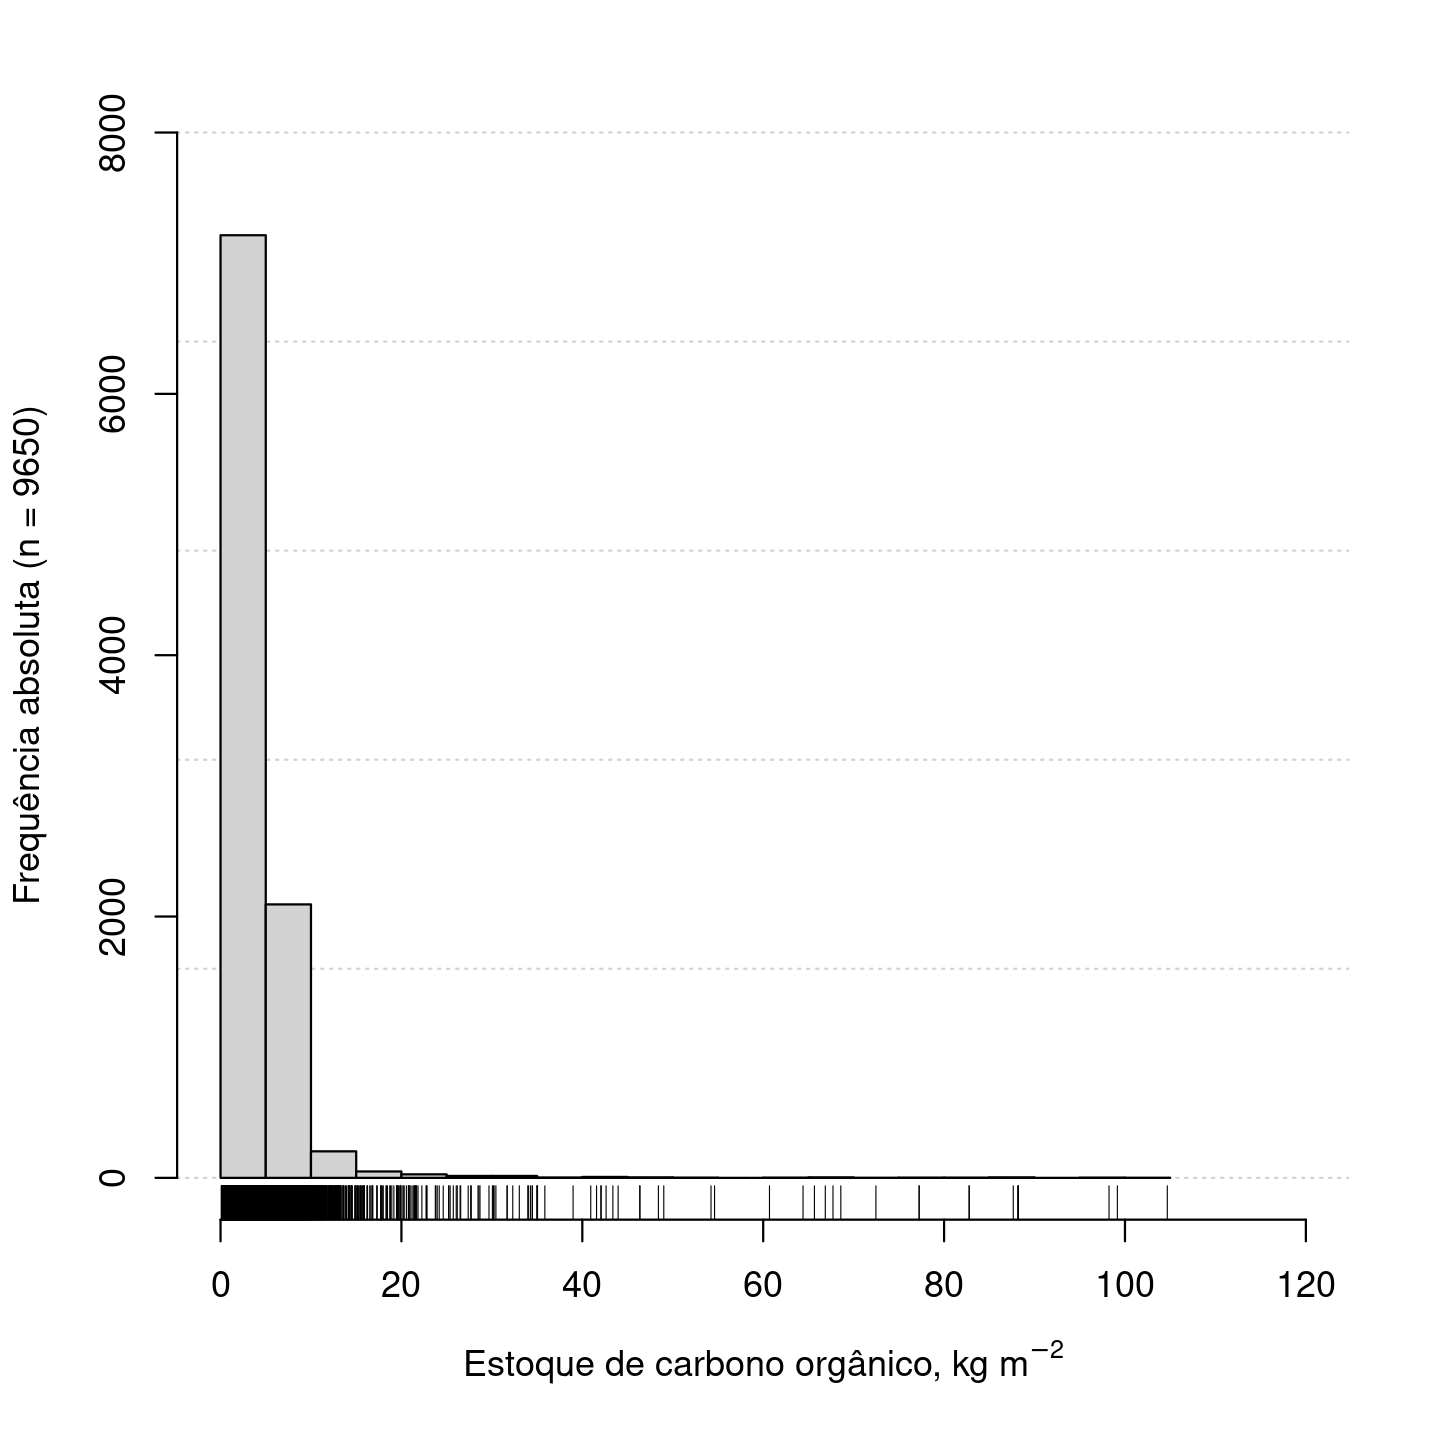 Frequência absoluta (n = 9650)
8000
6000
4000
2000
0
0 20 40 60 80 100 120
Estoque de carbono orgânico, kg m⁻²